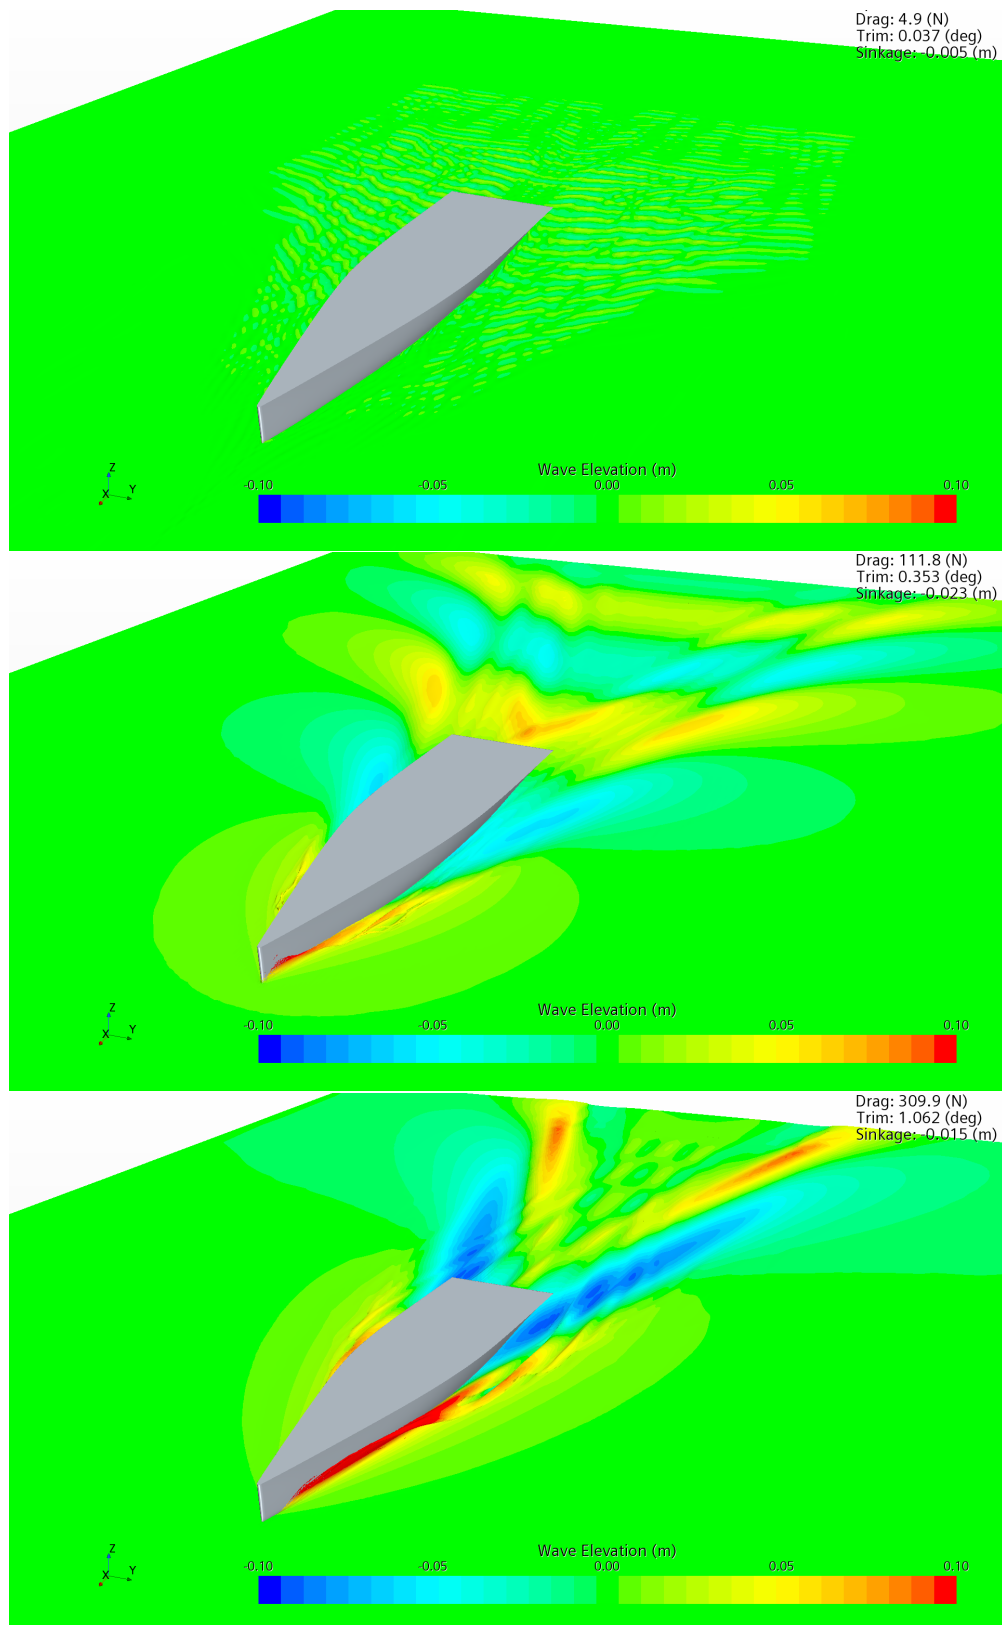 Drag: 4.9 (N)
Trim: 0.037 (deg)
Sinkage: -0.005 (m)
Z
X Y
Wave Elevation (m)
-0.10 -0.05 0.00 0.05 0.10
Drag: 111.8 (N)
Trim: 0.353 (deg)
Sinkage: -0.023 (m)
Z
X Y
Wave Elevation (m)
-0.10 -0.05 0.00 0.05 0.10
Drag: 309.9 (N)
Trim: 1.062 (deg)
Sinkage: -0.015 (m)
Z
X Y
Wave Elevation (m)
-0.10 -0.05 0.00 0.05 0.10